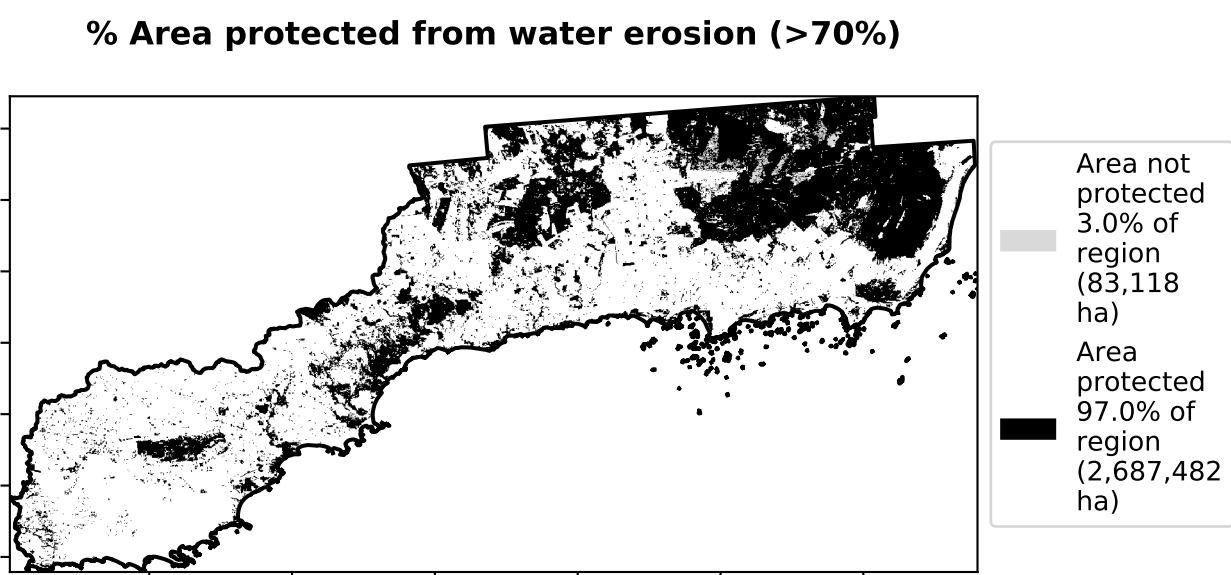 % Area protected from water erosion (>70%)
Area not
protected
3.0% of
region
(83,118
ha)
Area
protected
97.0% of
region
(2,687,482
ha)